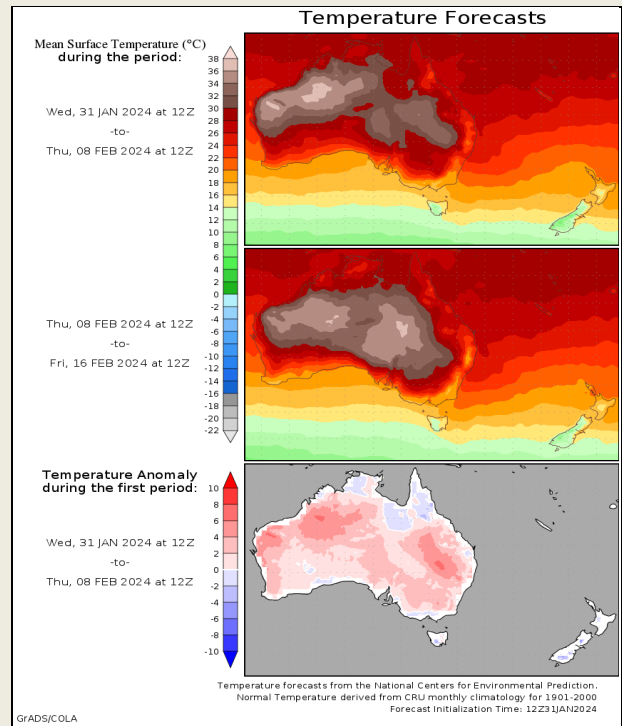 Temperature Forecasts
Mean Surface Temperature (°C)
during the period:
38
36
34
32
30
28
26
24
22
20
18
16
14
12
10
8
6
4
2
0
-2
-4
-6
-8
-10
-12
-14
-16
-18
-20
-22
Wed, 31 JAN 2024 at 12Z
-to-
Thu, 08 FEB 2024 at 12Z
Thu, 08 FEB 2024 at 12Z
-to-
Fri, 16 FEB 2024 at 12Z
Temperature Anomaly
during the first period:
10
8
6
4
2
0
-2
-4
-6
-8
-10
Wed, 31 JAN 2024 at 12Z
-to-
Thu, 08 FEB 2024 at 12Z
Temperature forecasts from the National Centers for Environmental Prediction.
Normal Temperature derived from CRU monthly climatology for 1901-2000
Forecast Initialization Time: 12Z31JAN2024
GrADS/COLA